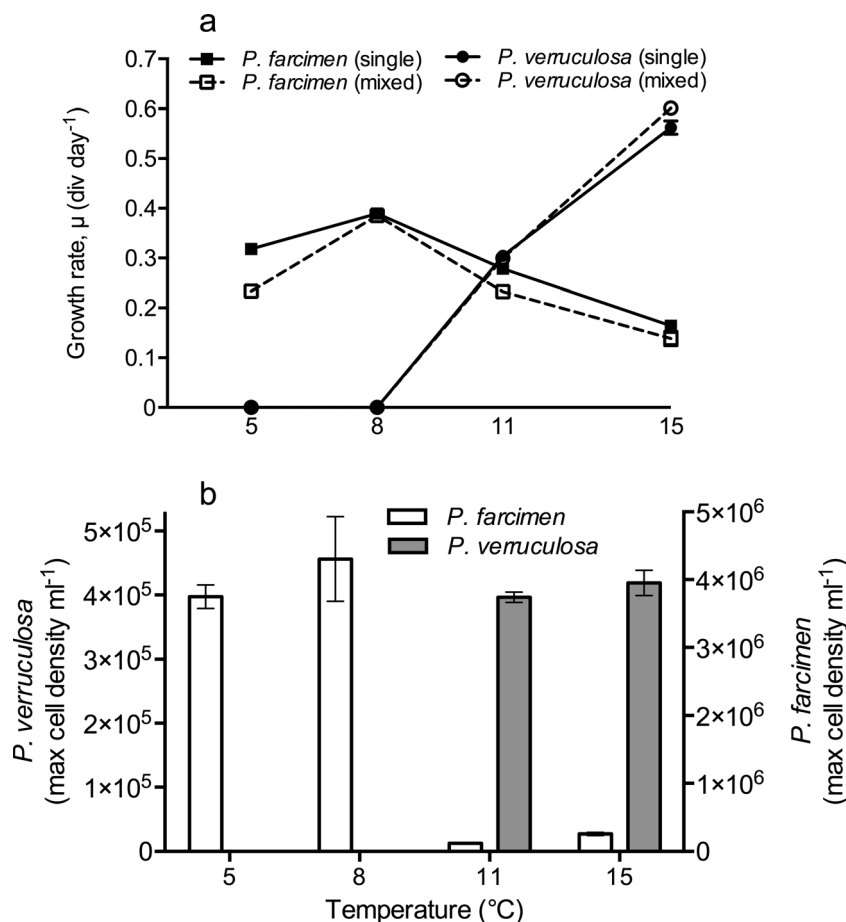 a
0.7
0.6
0.5
0.4
0.3
0.2
0.1
0
Growth rate, µ (div day⁻¹)
P. farcimen (single)
P. farcimen (mixed)
P. verruculosa (single)
P. verruculosa (mixed)
5 8 11 15
b
5×10⁵
4×10⁵
3×10⁵
2×10⁵
1×10⁵
0
P. verruculosa
(max cell density ml⁻¹)
P. farcimen
P. verruculosa
5×10⁶
4×10⁶
3×10⁶
2×10⁶
1×10⁶
0
P. farcimen
(max cell density ml⁻¹)
5 8 11 15
Temperature (°C)